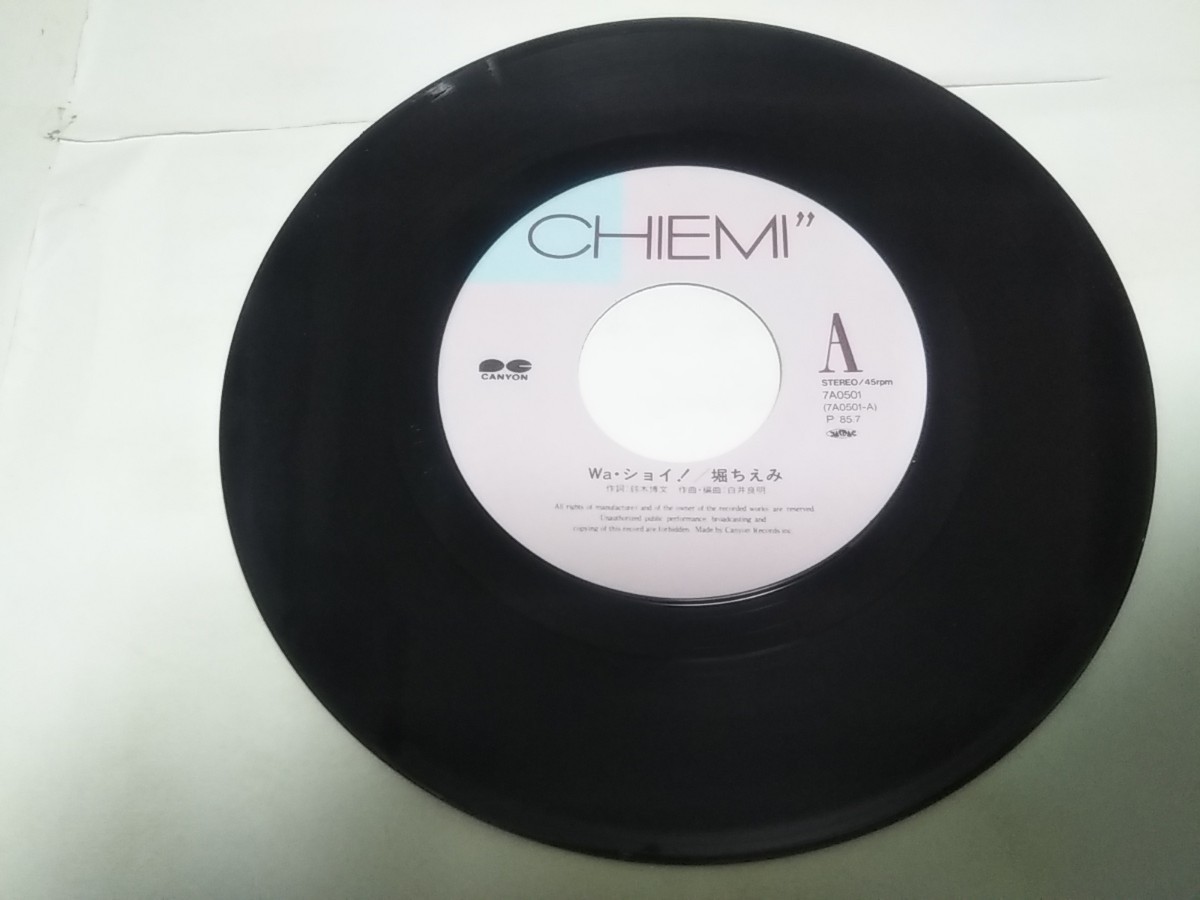 CHIEMI”
CANYON
A
STEREO/45rpm
7A0501
(7A0501-A)
P '85.7
Wa・ショイ!／堀ちえみ
作詞:鈴木博文 作曲・編曲:白井良明
All rights of manufacturer and of the owner of the recorded works are reserved.
Unauthorized public performance broadcasting and
copying of this record are forbidden. Made by Canyon Records inc.